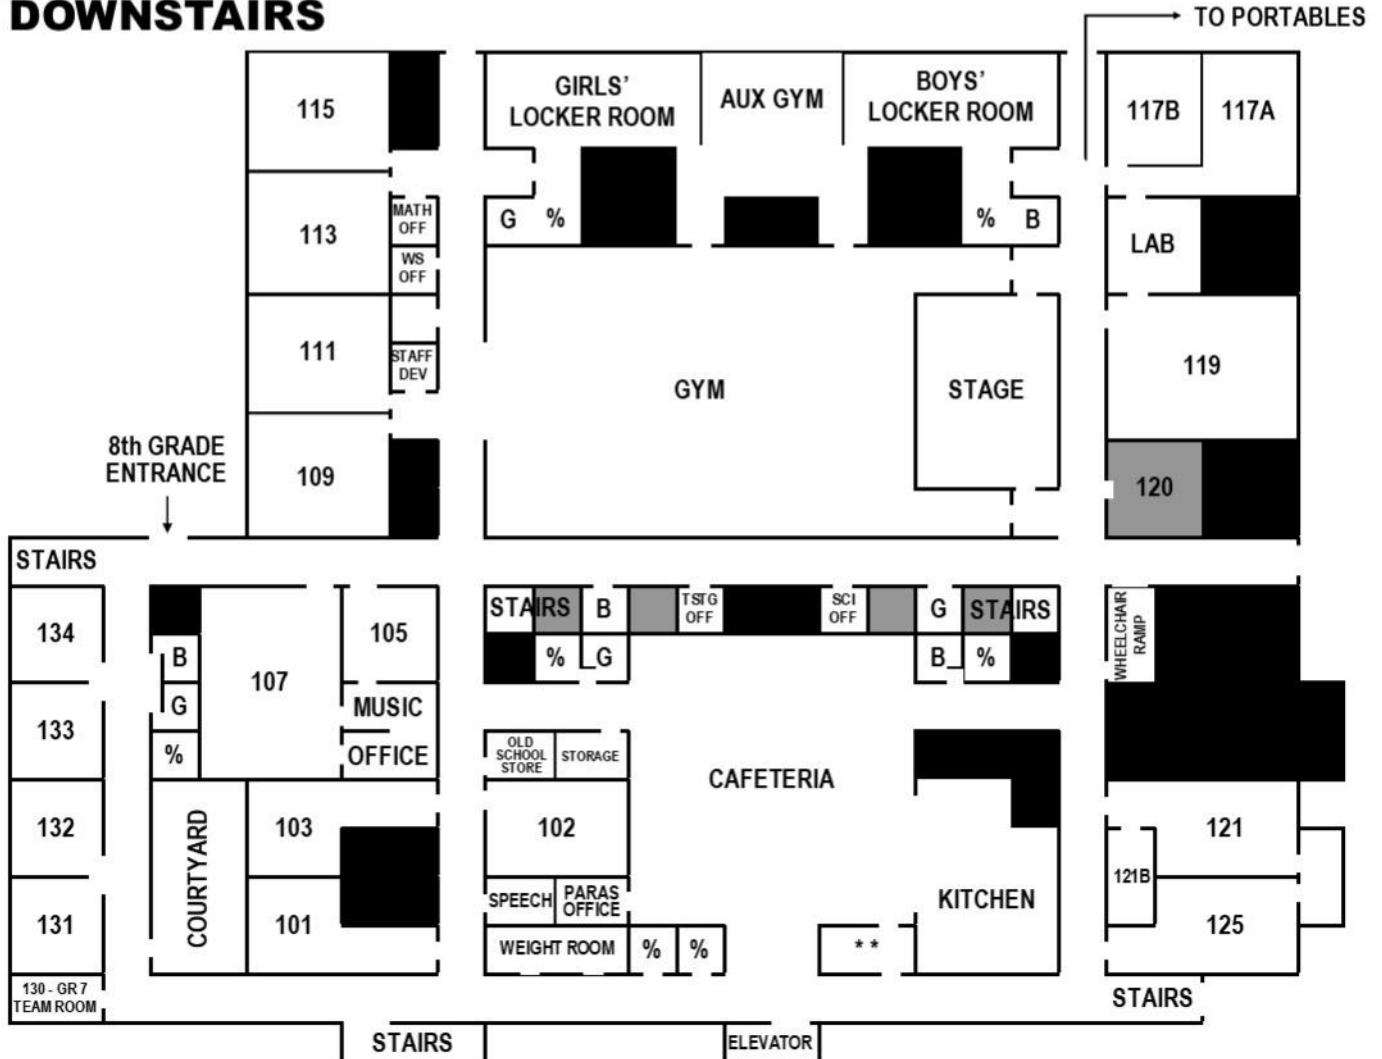 DOWNSTAIRS
TO PORTABLES
115
GIRLS'
LOCKER ROOM
AUX GYM
BOYS'
LOCKER ROOM
117B
117A
113
MATH
OFF
WS
OFF
G
%
%
B
LAB
111
STAFF
DEV
GYM
STAGE
119
8th GRADE
ENTRANCE
109
120
STAIRS
134
B
107
105
STAIRS
B
TSTG
OFF
SCI
OFF
G
STAIRS
WHEELCHAIR
RAMP
%
G
B
%
133
G
%
MUSIC
OFFICE
OLD
SCHOOL
STORE
STORAGE
CAFETERIA
132
COURTYARD
103
102
121
121B
131
101
SPEECH
PARAS
OFFICE
KITCHEN
125
WEIGHT ROOM
%
%
* *
130 - GR 7
TEAM ROOM
STAIRS
STAIRS
ELEVATOR